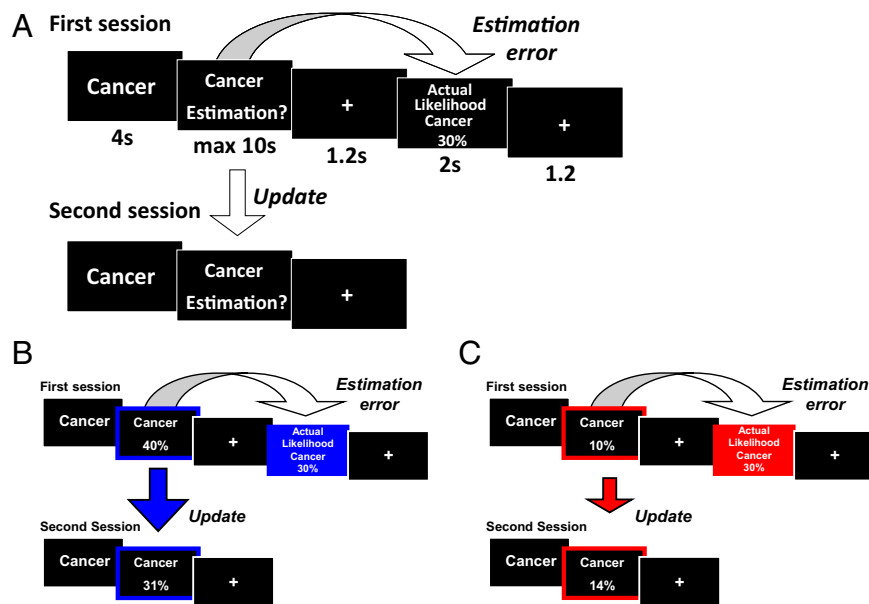 A
First session
Estimation
error
Cancer
Cancer
Estimation?
+
Actual
Likelihood
Cancer
30%
+
4s
max 10s
1.2s
2s
1.2
Update
Second session
Cancer
Cancer
Estimation?
+
B
First session
Estimation
error
Cancer
Cancer
40%
+
Actual
Likelihood
Cancer
30%
+
Update
Second Session
Cancer
Cancer
31%
+
C
First session
Estimation
error
Cancer
Cancer
10%
+
Actual
Likelihood
Cancer
30%
+
Update
Second Session
Cancer
Cancer
14%
+